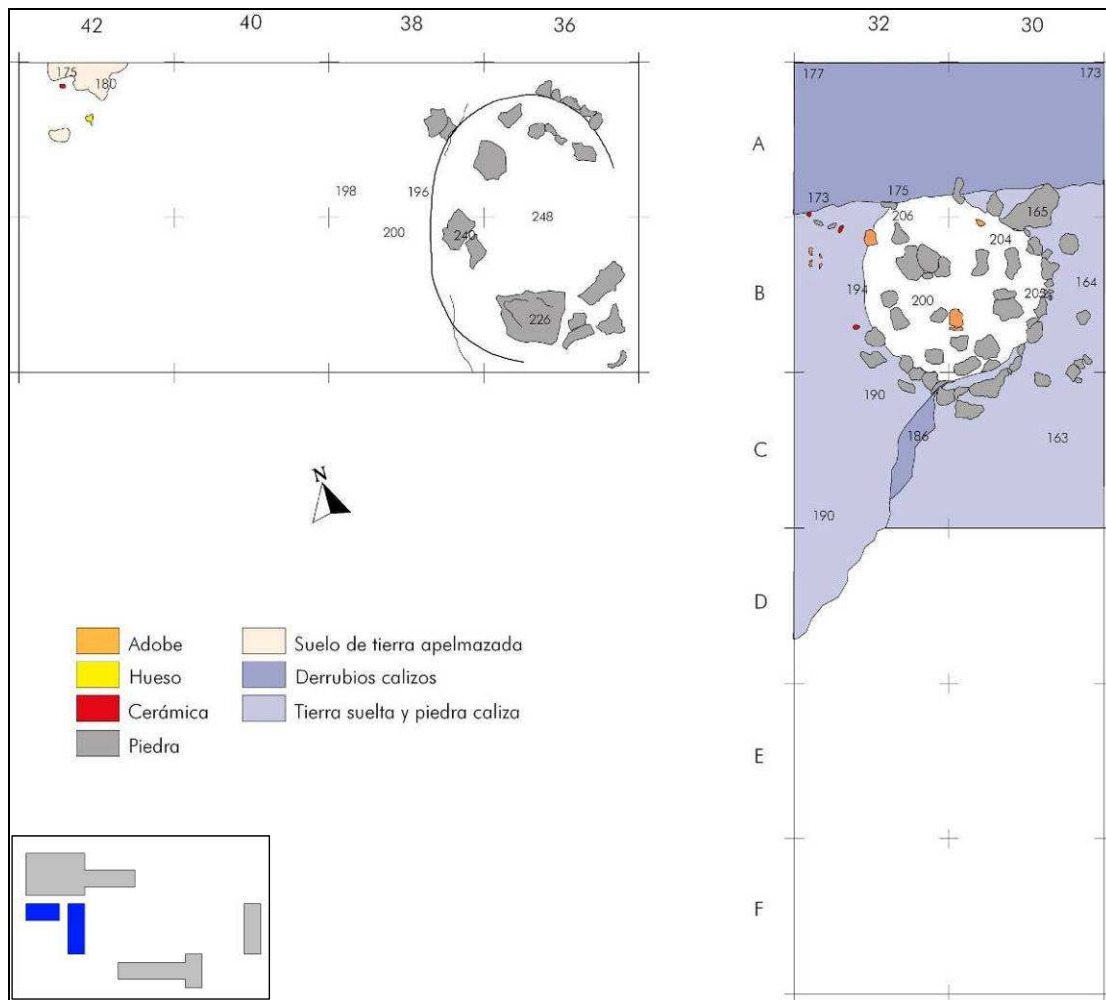 42 40 38 36 32 30
175
180
198
196
200
240
248
226
177 173
A
173
175
206
165
204
B
194
200
205
164
190
C
186
163
190
N
D
E
F
Adobe
Hueso
Cerámica
Piedra
Suelo de tierra apelmazada
Derrubios calizos
Tierra suelta y piedra caliza